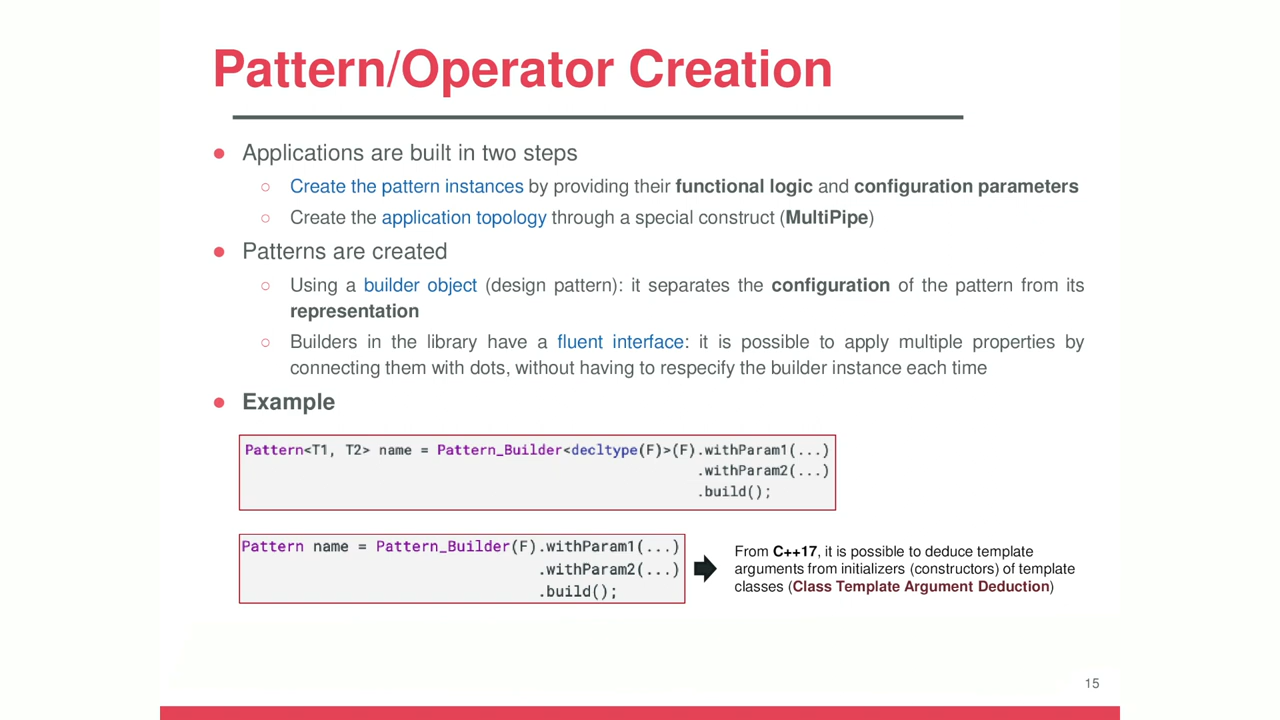 Pattern/Operator Creation
● Applications are built in two steps
○ Create the pattern instances by providing their functional logic and configuration parameters
○ Create the application topology through a special construct (MultiPipe)
● Patterns are created
○ Using a builder object (design pattern): it separates the configuration of the pattern from its
representation
○ Builders in the library have a fluent interface: it is possible to apply multiple properties by
connecting them with dots, without having to respecify the builder instance each time
● Example
Pattern<T1, T2> name = Pattern_Builder<decltype(F)>(F).withParam1(...)
.withParam2(...)
.build();
Pattern name = Pattern_Builder(F).withParam1(...)
.withParam2(...)
.build();
From C++17, it is possible to deduce template
arguments from initializers (constructors) of template
classes (Class Template Argument Deduction)
15